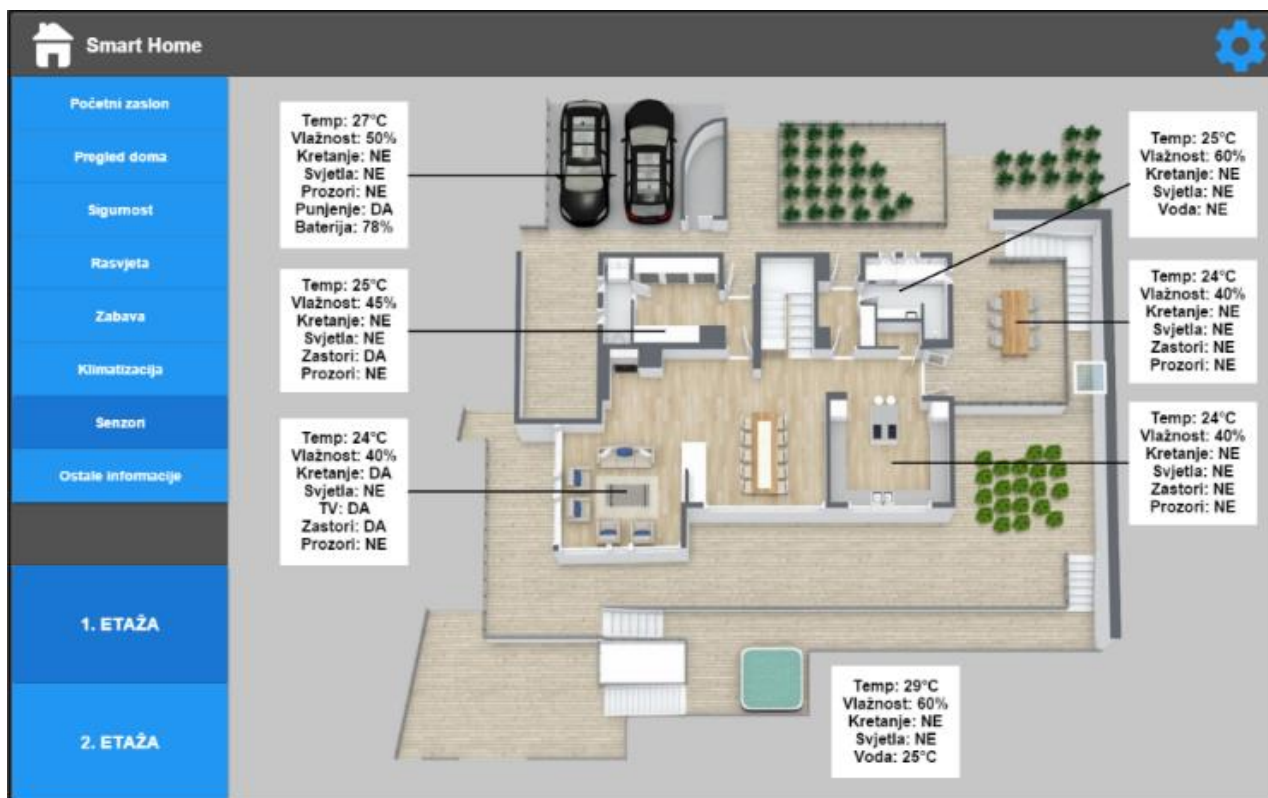 Smart Home
Početni zaslon
Pregled doma
Sigurnost
Rasvjeta
Zabava
Klimatizacija
Senzori
Ostale informacije
1. ETAŽA
2. ETAŽA
Temp: 27°C
Vlažnost: 50%
Kretanje: NE
Svjetla: NE
Prozori: NE
Punjenje: DA
Baterija: 78%
Temp: 25°C
Vlažnost: 45%
Kretanje: NE
Svjetla: NE
Zastori: DA
Prozori: NE
Temp: 24°C
Vlažnost: 40%
Kretanje: DA
Svjetla: NE
TV: DA
Zastori: DA
Prozori: NE
Temp: 25°C
Vlažnost: 60%
Kretanje: NE
Svjetla: NE
Voda: NE
Temp: 24°C
Vlažnost: 40%
Kretanje: NE
Svjetla: NE
Zastori: NE
Prozori: NE
Temp: 24°C
Vlažnost: 40%
Kretanje: NE
Svjetla: NE
Zastori: NE
Prozori: NE
Temp: 29°C
Vlažnost: 60%
Kretanje: NE
Svjetla: NE
Voda: 25°C